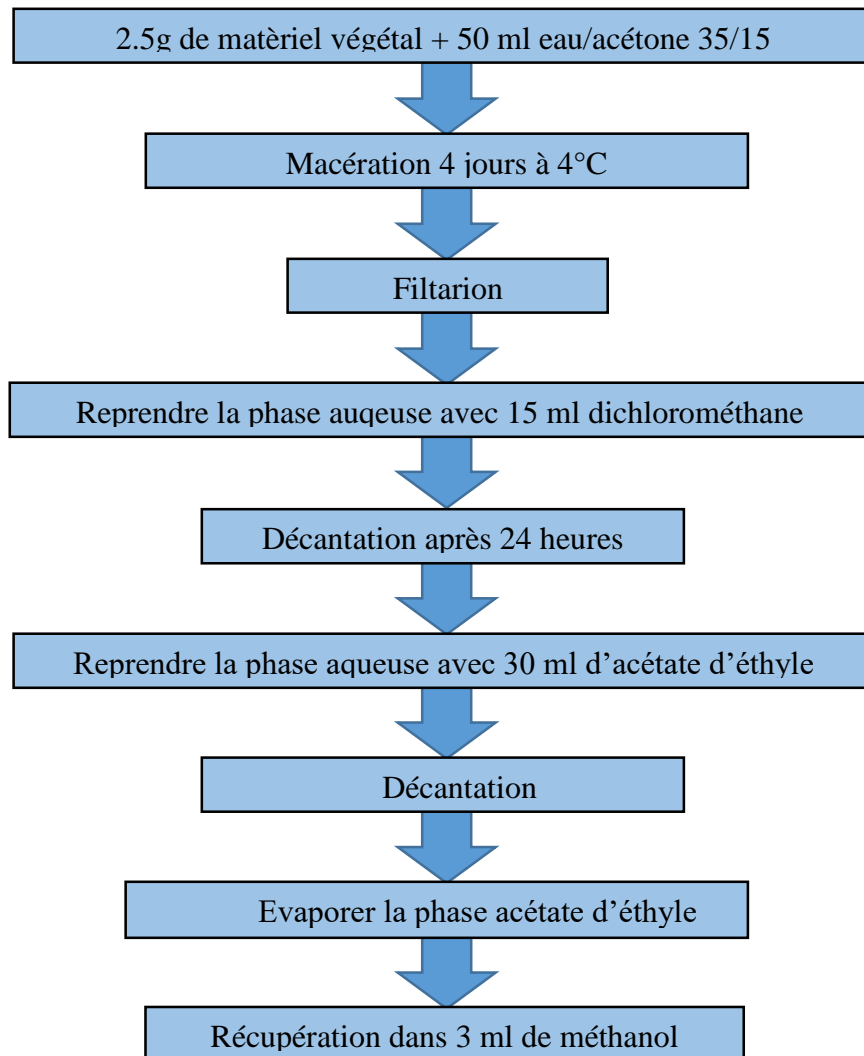 2.5g de matèriel végétal + 50 ml eau/acétone 35/15
Macération 4 jours à 4°C
Filtarion
Reprendre la phase auqeuse avec 15 ml dichlorométhane
Décantation après 24 heures
Reprendre la phase aqueuse avec 30 ml d’acétate d’éthyle
Décantation
Evaporer la phase acétate d’éthyle
Récupération dans 3 ml de méthanol